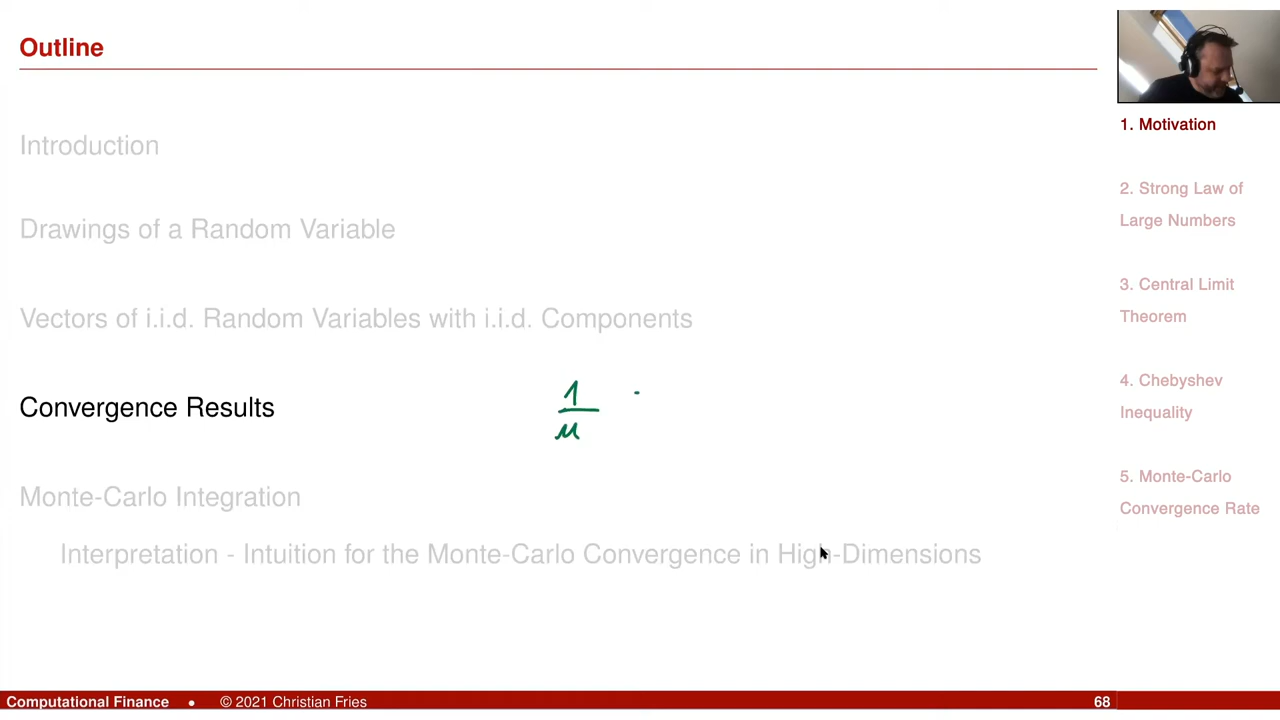 Outline
Introduction
Drawings of a Random Variable
Vectors of i.i.d. Random Variables with i.i.d. Components
Convergence Results
1
n
Monte-Carlo Integration
Interpretation - Intuition for the Monte-Carlo Convergence in High-Dimensions
1. Motivation
2. Strong Law of
Large Numbers
3. Central Limit
Theorem
4. Chebyshev
Inequality
5. Monte-Carlo
Convergence Rate
Computational Finance • © 2021 Christian Fries 68